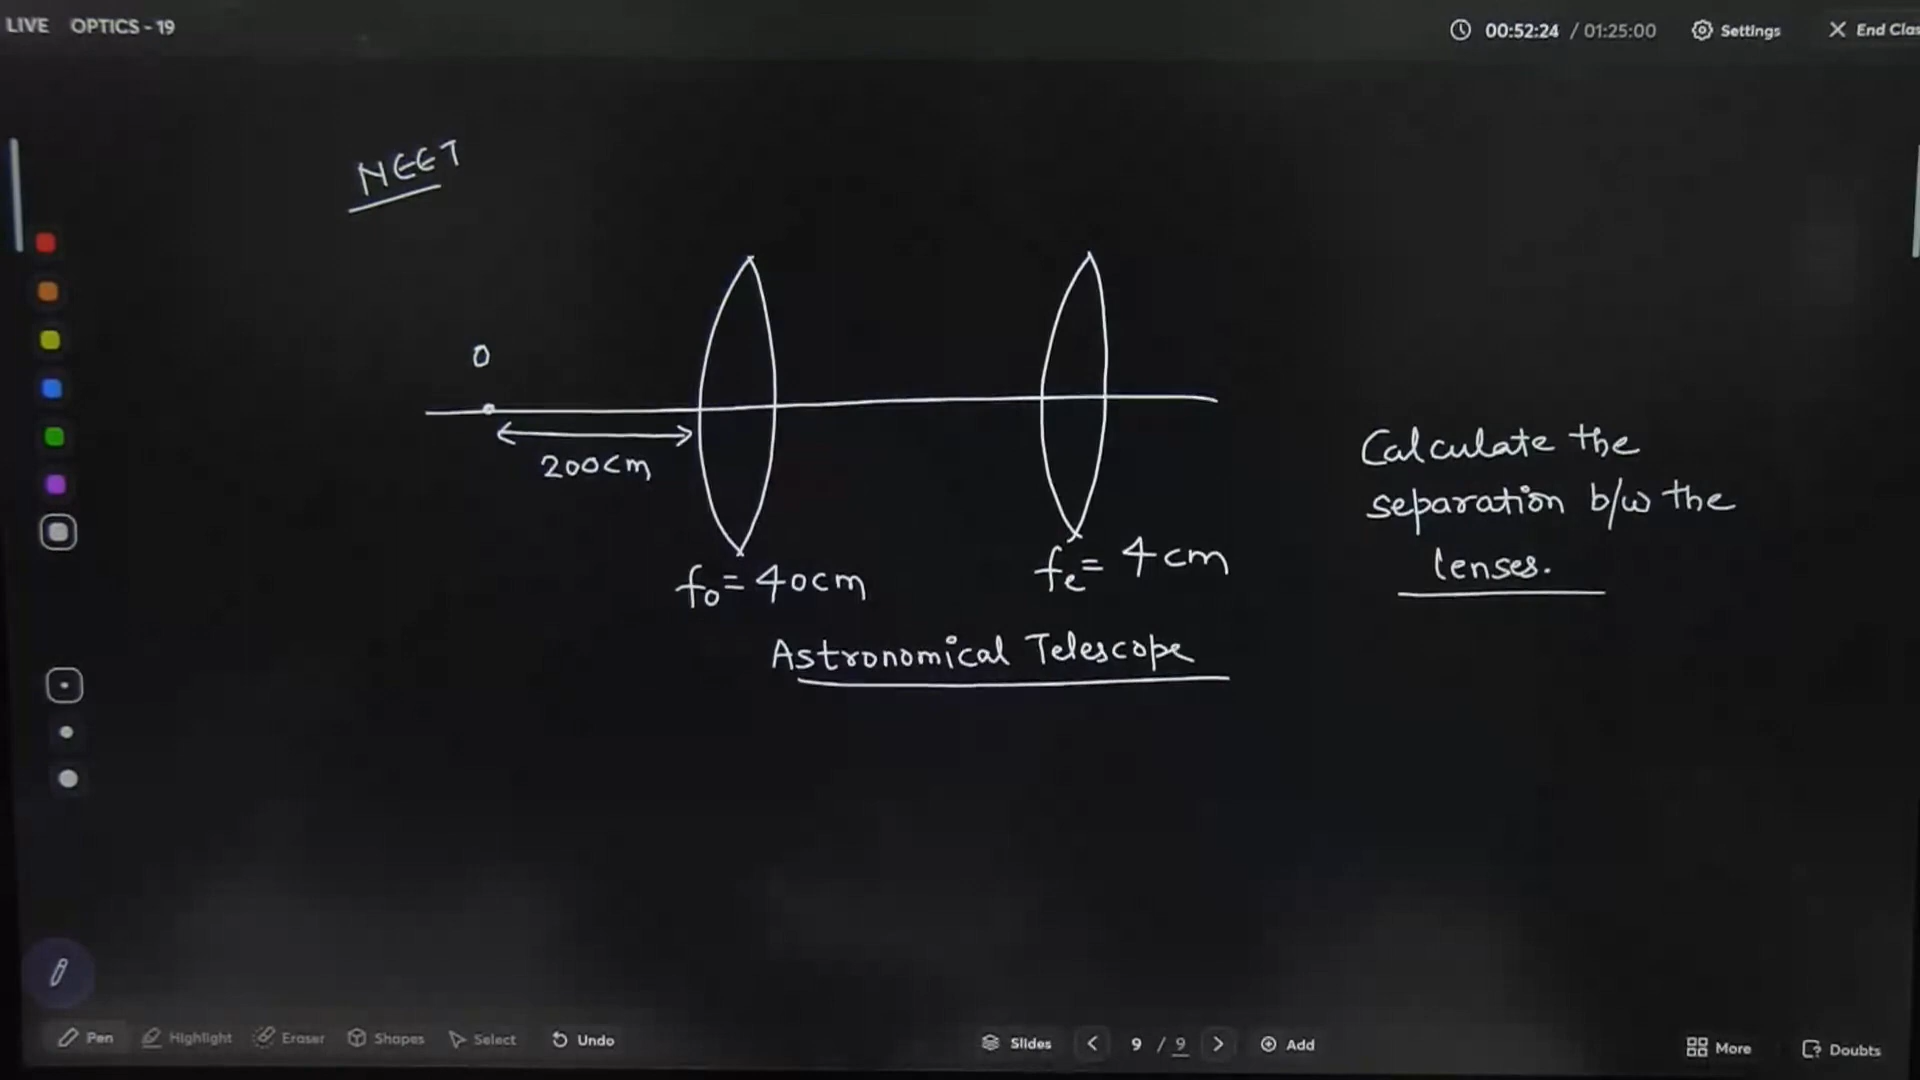 LIVE OPTICS - 19
00:52:24 / 01:25:00 Settings End Clas
NEET
O
200cm
fo = 40cm
fe = 4cm
Astronomical Telescope
Calculate the
separation b/w the
lenses.
Pen Highlight Eraser Shapes Select Undo
Slides 9 / 9 Add
More Doubts